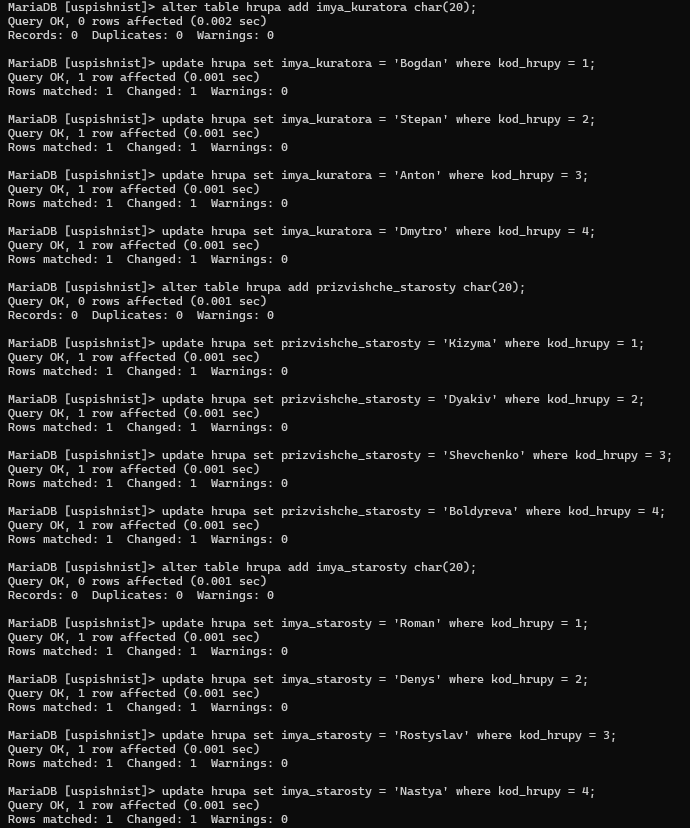 MariaDB [uspishnist]> alter table hrupa add imya_kuratora char(20);
Query OK, 0 rows affected (0.002 sec)
Records: 0  Duplicates: 0  Warnings: 0

MariaDB [uspishnist]> update hrupa set imya_kuratora = 'Bogdan' where kod_hrupy = 1;
Query OK, 1 row affected (0.001 sec)
Rows matched: 1  Changed: 1  Warnings: 0

MariaDB [uspishnist]> update hrupa set imya_kuratora = 'Stepan' where kod_hrupy = 2;
Query OK, 1 row affected (0.001 sec)
Rows matched: 1  Changed: 1  Warnings: 0

MariaDB [uspishnist]> update hrupa set imya_kuratora = 'Anton' where kod_hrupy = 3;
Query OK, 1 row affected (0.001 sec)
Rows matched: 1  Changed: 1  Warnings: 0

MariaDB [uspishnist]> update hrupa set imya_kuratora = 'Dmytro' where kod_hrupy = 4;
Query OK, 1 row affected (0.001 sec)
Rows matched: 1  Changed: 1  Warnings: 0

MariaDB [uspishnist]> alter table hrupa add prizvishche_starosty char(20);
Query OK, 0 rows affected (0.001 sec)
Records: 0  Duplicates: 0  Warnings: 0

MariaDB [uspishnist]> update hrupa set prizvishche_starosty = 'Kizyma' where kod_hrupy = 1;
Query OK, 1 row affected (0.001 sec)
Rows matched: 1  Changed: 1  Warnings: 0

MariaDB [uspishnist]> update hrupa set prizvishche_starosty = 'Dyakiv' where kod_hrupy = 2;
Query OK, 1 row affected (0.001 sec)
Rows matched: 1  Changed: 1  Warnings: 0

MariaDB [uspishnist]> update hrupa set prizvishche_starosty = 'Shevchenko' where kod_hrupy = 3;
Query OK, 1 row affected (0.001 sec)
Rows matched: 1  Changed: 1  Warnings: 0

MariaDB [uspishnist]> update hrupa set prizvishche_starosty = 'Boldyreva' where kod_hrupy = 4;
Query OK, 1 row affected (0.001 sec)
Rows matched: 1  Changed: 1  Warnings: 0

MariaDB [uspishnist]> alter table hrupa add imya_starosty char(20);
Query OK, 0 rows affected (0.001 sec)
Records: 0  Duplicates: 0  Warnings: 0

MariaDB [uspishnist]> update hrupa set imya_starosty = 'Roman' where kod_hrupy = 1;
Query OK, 1 row affected (0.001 sec)
Rows matched: 1  Changed: 1  Warnings: 0

MariaDB [uspishnist]> update hrupa set imya_starosty = 'Denys' where kod_hrupy = 2;
Query OK, 1 row affected (0.001 sec)
Rows matched: 1  Changed: 1  Warnings: 0

MariaDB [uspishnist]> update hrupa set imya_starosty = 'Rostyslav' where kod_hrupy = 3;
Query OK, 1 row affected (0.001 sec)
Rows matched: 1  Changed: 1  Warnings: 0

MariaDB [uspishnist]> update hrupa set imya_starosty = 'Nastya' where kod_hrupy = 4;
Query OK, 1 row affected (0.001 sec)
Rows matched: 1  Changed: 1  Warnings: 0